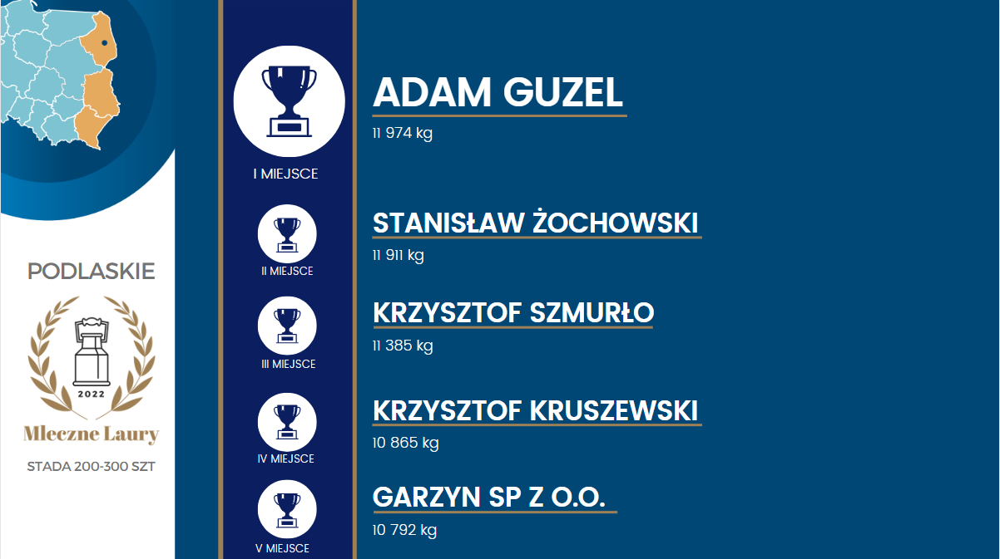 PODLASKIE
2022
Mleczne Laury
STADA 200-300 SZT
I MIEJSCE
ADAM GUZEL
11 974 kg
II MIEJSCE
STANISŁAW ŻOCHOWSKI
11 911 kg
III MIEJSCE
KRZYSZTOF SZMURŁO
11 385 kg
IV MIEJSCE
KRZYSZTOF KRUSZEWSKI
10 865 kg
V MIEJSCE
GARZYN SP Z O.O.
10 792 kg